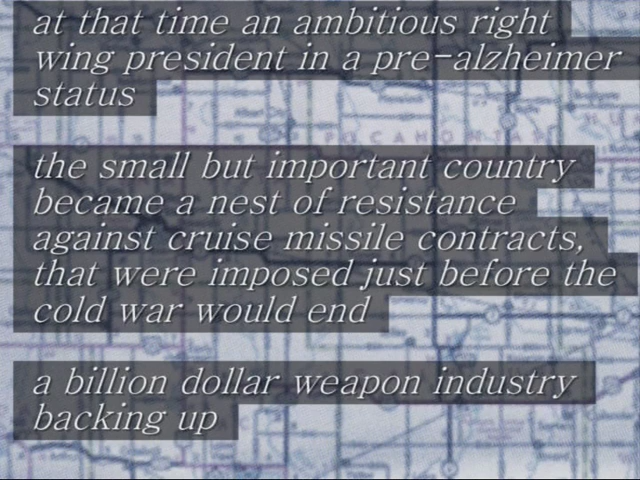 at that time an ambitious right
wing president in a pre-alzheimer
status
POCAHONTAS
the small but important country
became a nest of resistance
against cruise missile contracts,
that were imposed just before the
cold war would end
a billion dollar weapon industry
backing up